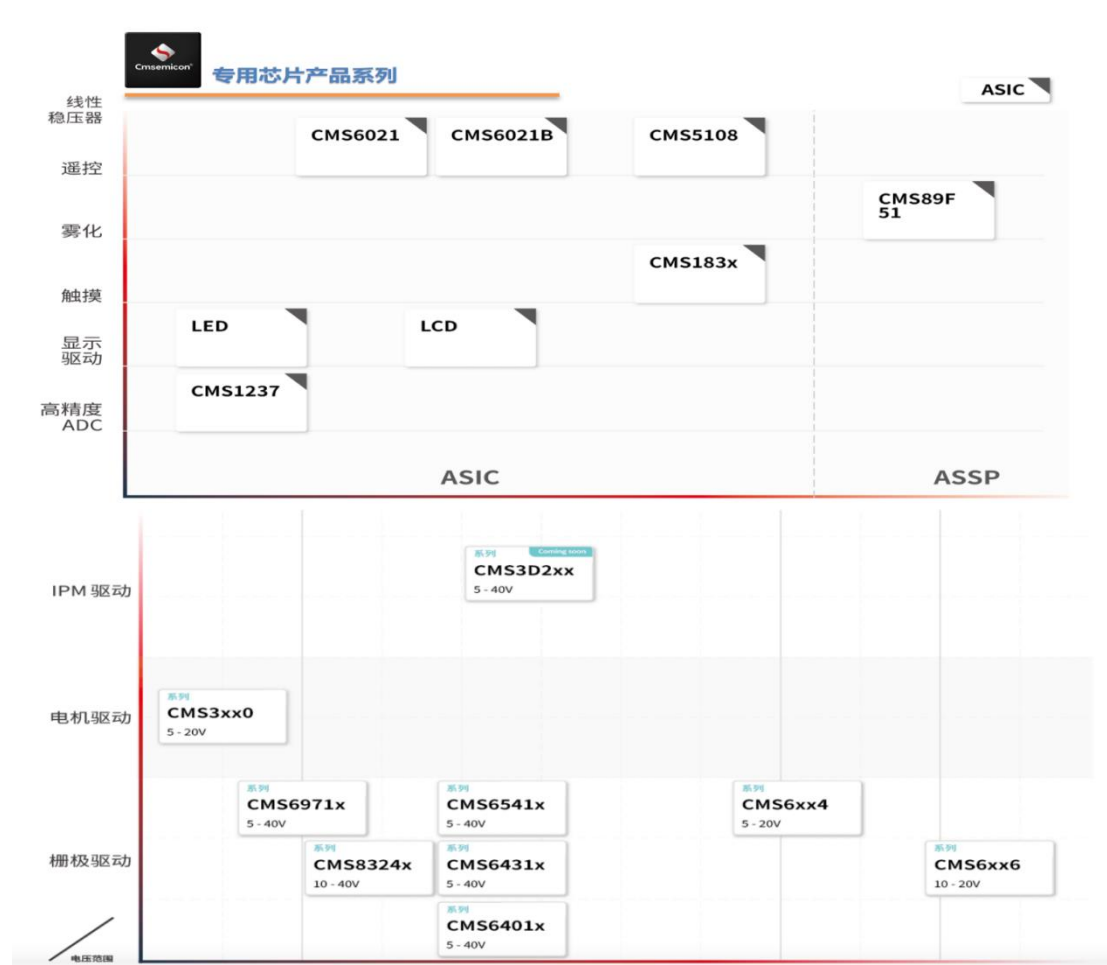 Cmsemicon®
专用芯片产品系列
ASIC
线性
稳压器
CMS6021
CMS6021B
CMS5108
遥控
CMS89F
51
雾化
CMS183x
触摸
LED
LCD
显示
驱动
CMS1237
高精度
ADC
ASIC
ASSP
系列
Coming soon
CMS3D2xx
5 - 40V
IPM 驱动
系列
CMS3xx0
5 - 20V
电机驱动
系列
CMS6971x
5 - 40V
系列
CMS6541x
5 - 40V
系列
CMS6xx4
5 - 20V
栅极驱动
系列
CMS8324x
10 - 40V
系列
CMS6431x
5 - 40V
系列
CMS6xx6
10 - 20V
系列
CMS6401x
5 - 40V
电压范围